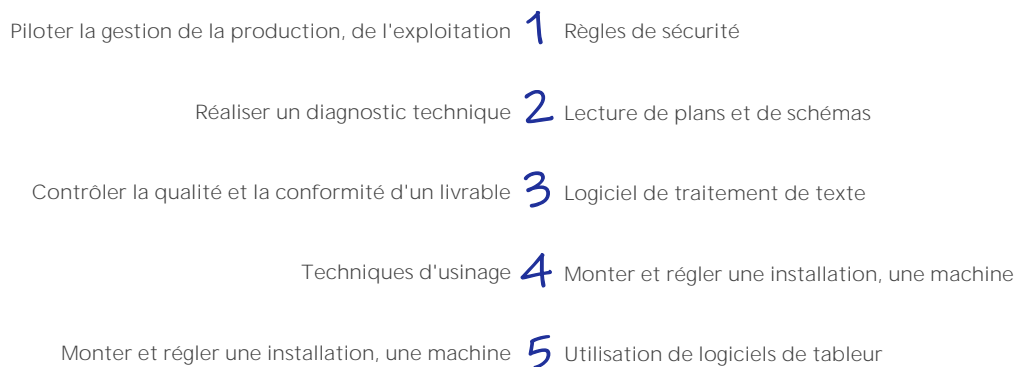 Piloter la gestion de la production, de l'exploitation 1 Règles de sécurité
Réaliser un diagnostic technique 2 Lecture de plans et de schémas
Contrôler la qualité et la conformité d'un livrable 3 Logiciel de traitement de texte
Techniques d'usinage 4 Monter et régler une installation, une machine
Monter et régler une installation, une machine 5 Utilisation de logiciels de tableur